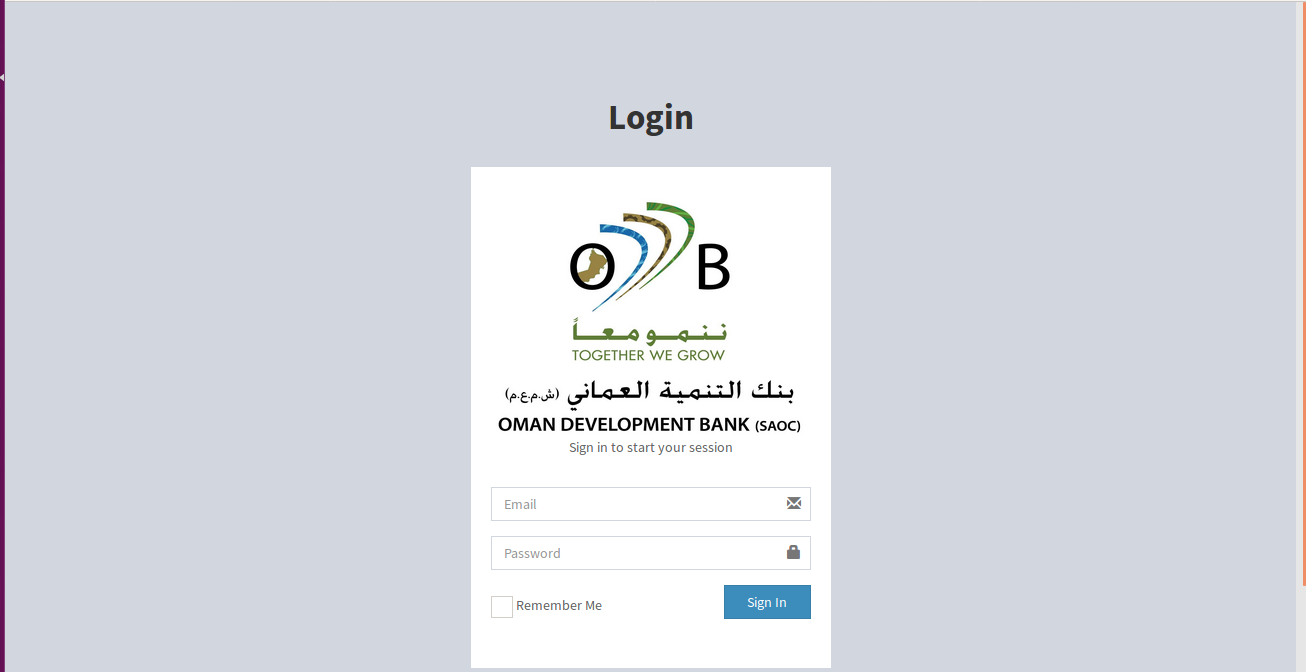 Login
O B
ننمو معاً
TOGETHER WE GROW
بنك التنمية العماني (ش.م.ع.م)
OMAN DEVELOPMENT BANK (SAOC)
Sign in to start your session
Email
Password
Remember Me
Sign In